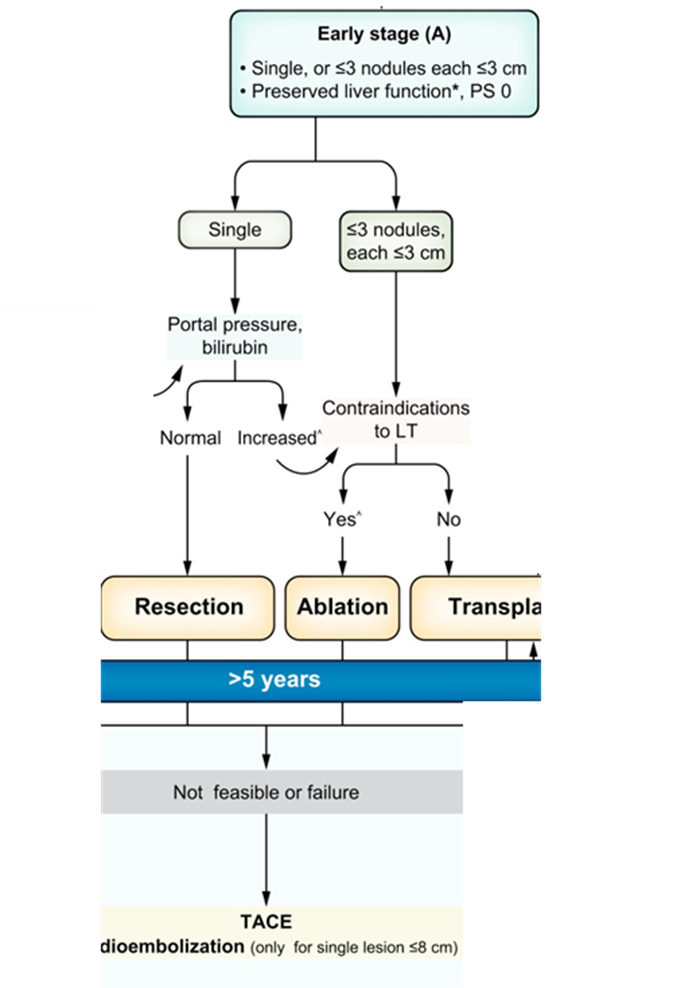 Early stage (A)
• Single, or ≤3 nodules each ≤3 cm
• Preserved liver function*, PS 0
Single
≤3 nodules,
each ≤3 cm
Portal pressure,
bilirubin
Normal
Increased^
Contraindications
to LT
Yes^
No
Resection
Ablation
Transpla
>5 years
Not feasible or failure
TACE
dioembolization (only for single lesion ≤8 cm)